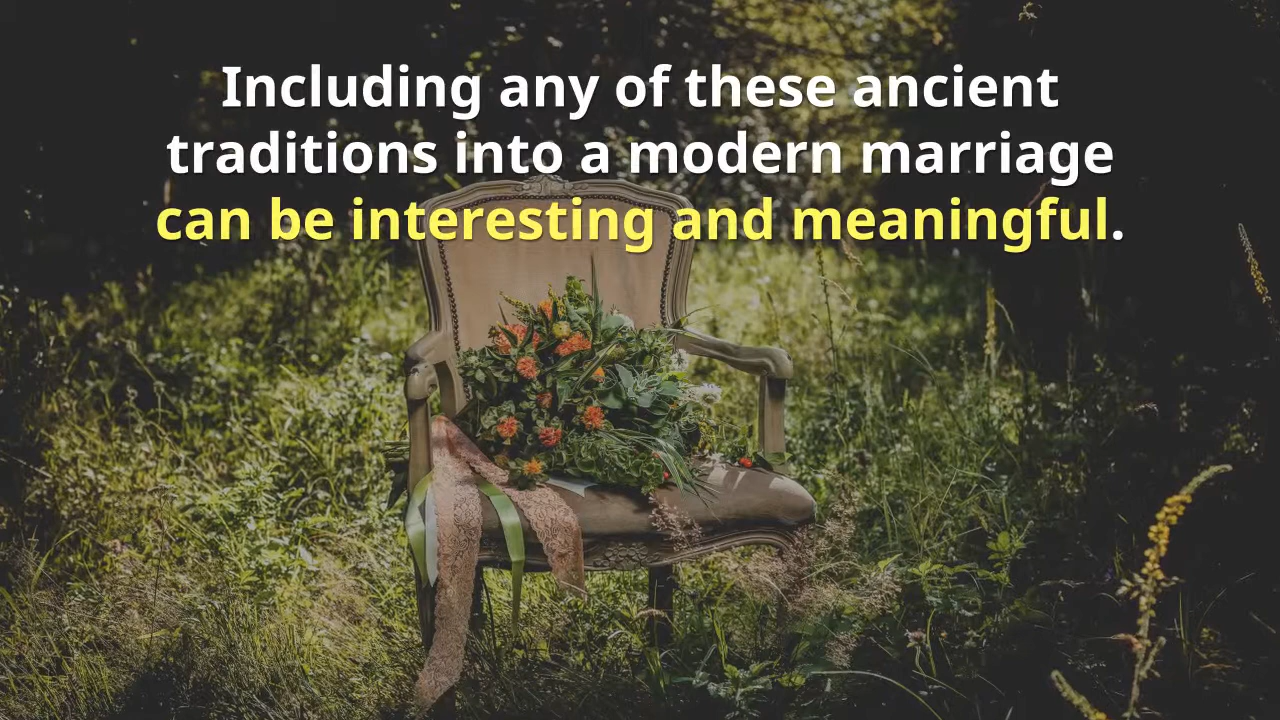 Including any of these ancient
traditions into a modern marriage
can be interesting and meaningful.